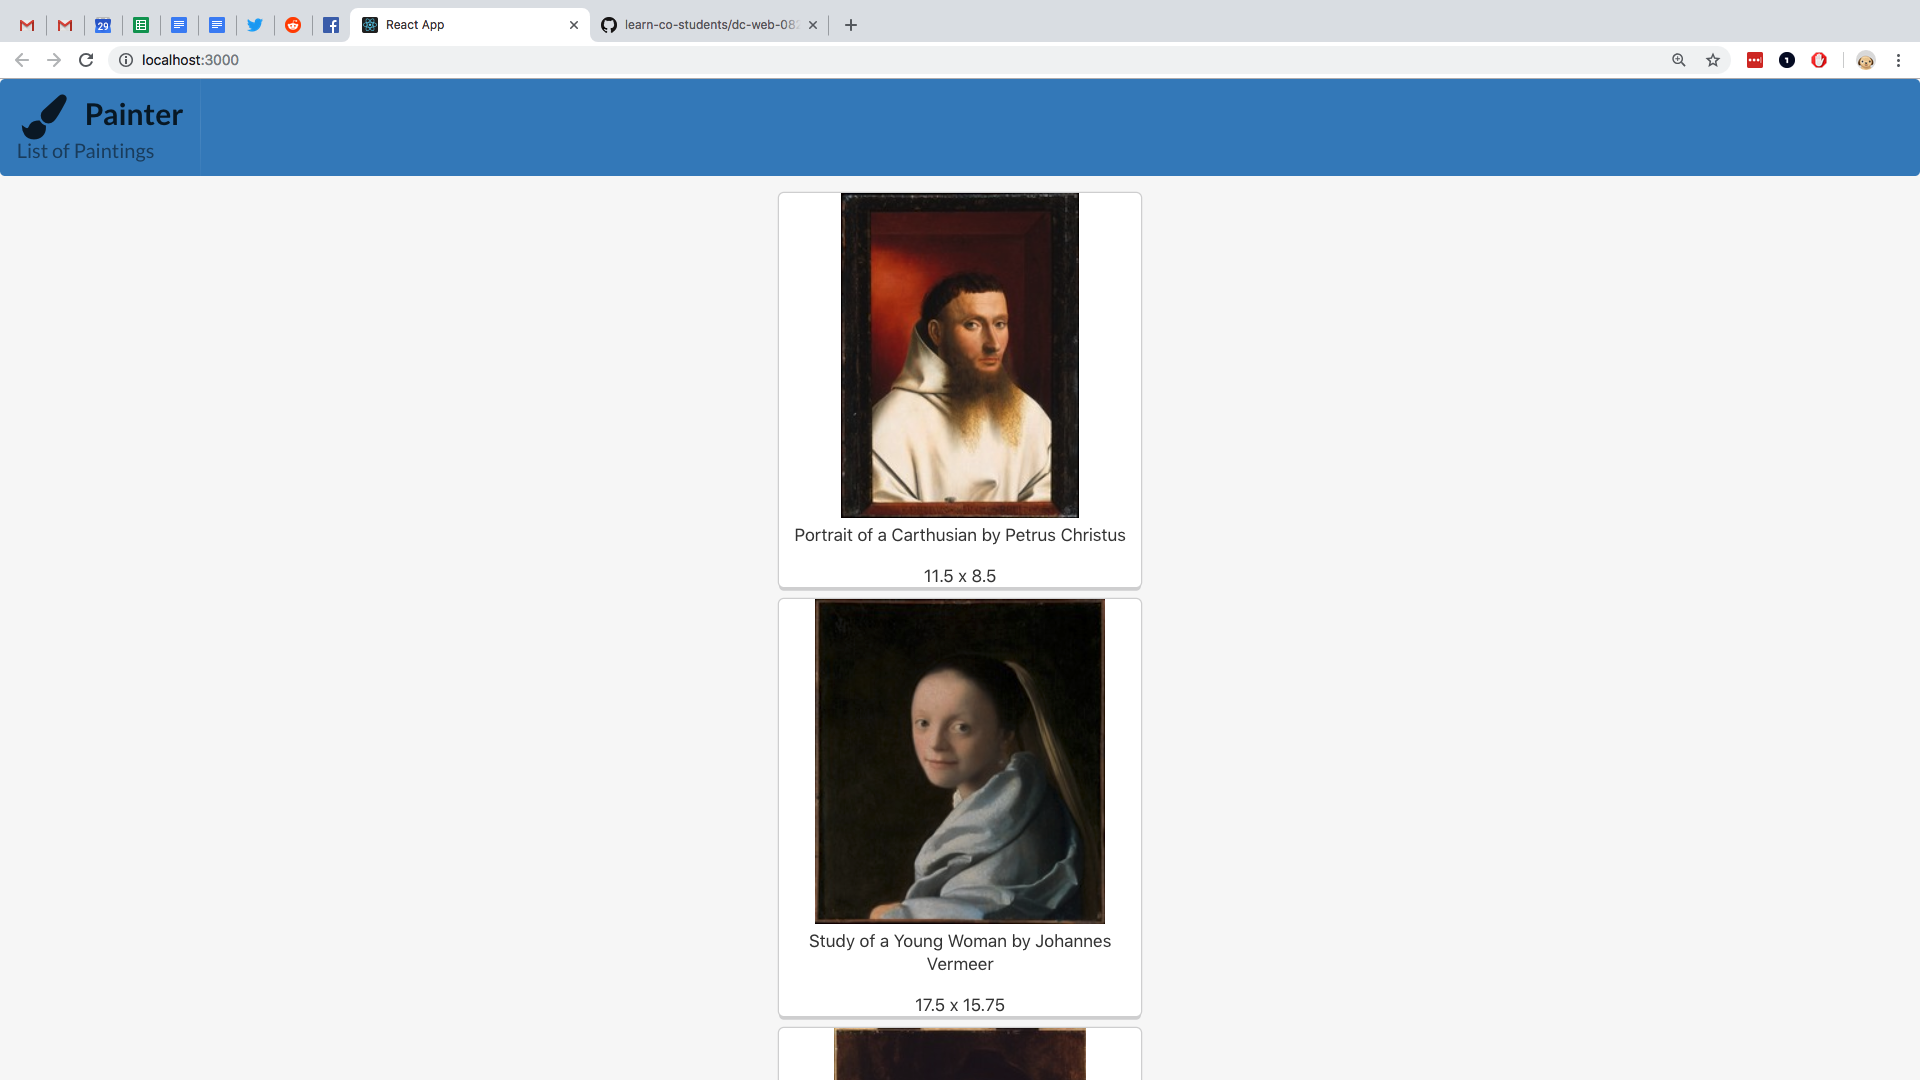 29
React App
learn-co-students/dc-web-08
localhost:3000
1
Painter
List of Paintings
Portrait of a Carthusian by Petrus Christus
11.5 x 8.5
Study of a Young Woman by Johannes
Vermeer
17.5 x 15.75